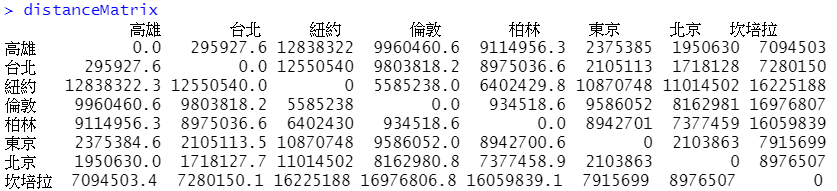 > distanceMatrix
高雄 台北 紐約 倫敦 柏林 東京 北京 坎培拉
高雄 0.0 295927.6 12838322 9960460.6 9114956.3 2375385 1950630 7094503
台北 295927.6 0.0 12550540 9803818.2 8975036.6 2105113 1718128 7280150
紐約 12838322.3 12550540.0 0 5585238.0 6402429.8 10870748 11014502 16225188
倫敦 9960460.6 9803818.2 5585238 0.0 934518.6 9586052 8162981 16976807
柏林 9114956.3 8975036.6 6402430 934518.6 0.0 8942701 7377459 16059839
東京 2375384.6 2105113.5 10870748 9586052.0 8942700.6 0 2103863 7915699
北京 1950630.0 1718127.7 11014502 8162980.8 7377458.9 2103863 0 8976507
坎培拉 7094503.4 7280150.1 16225188 16976806.8 16059839.1 7915699 8976507 0